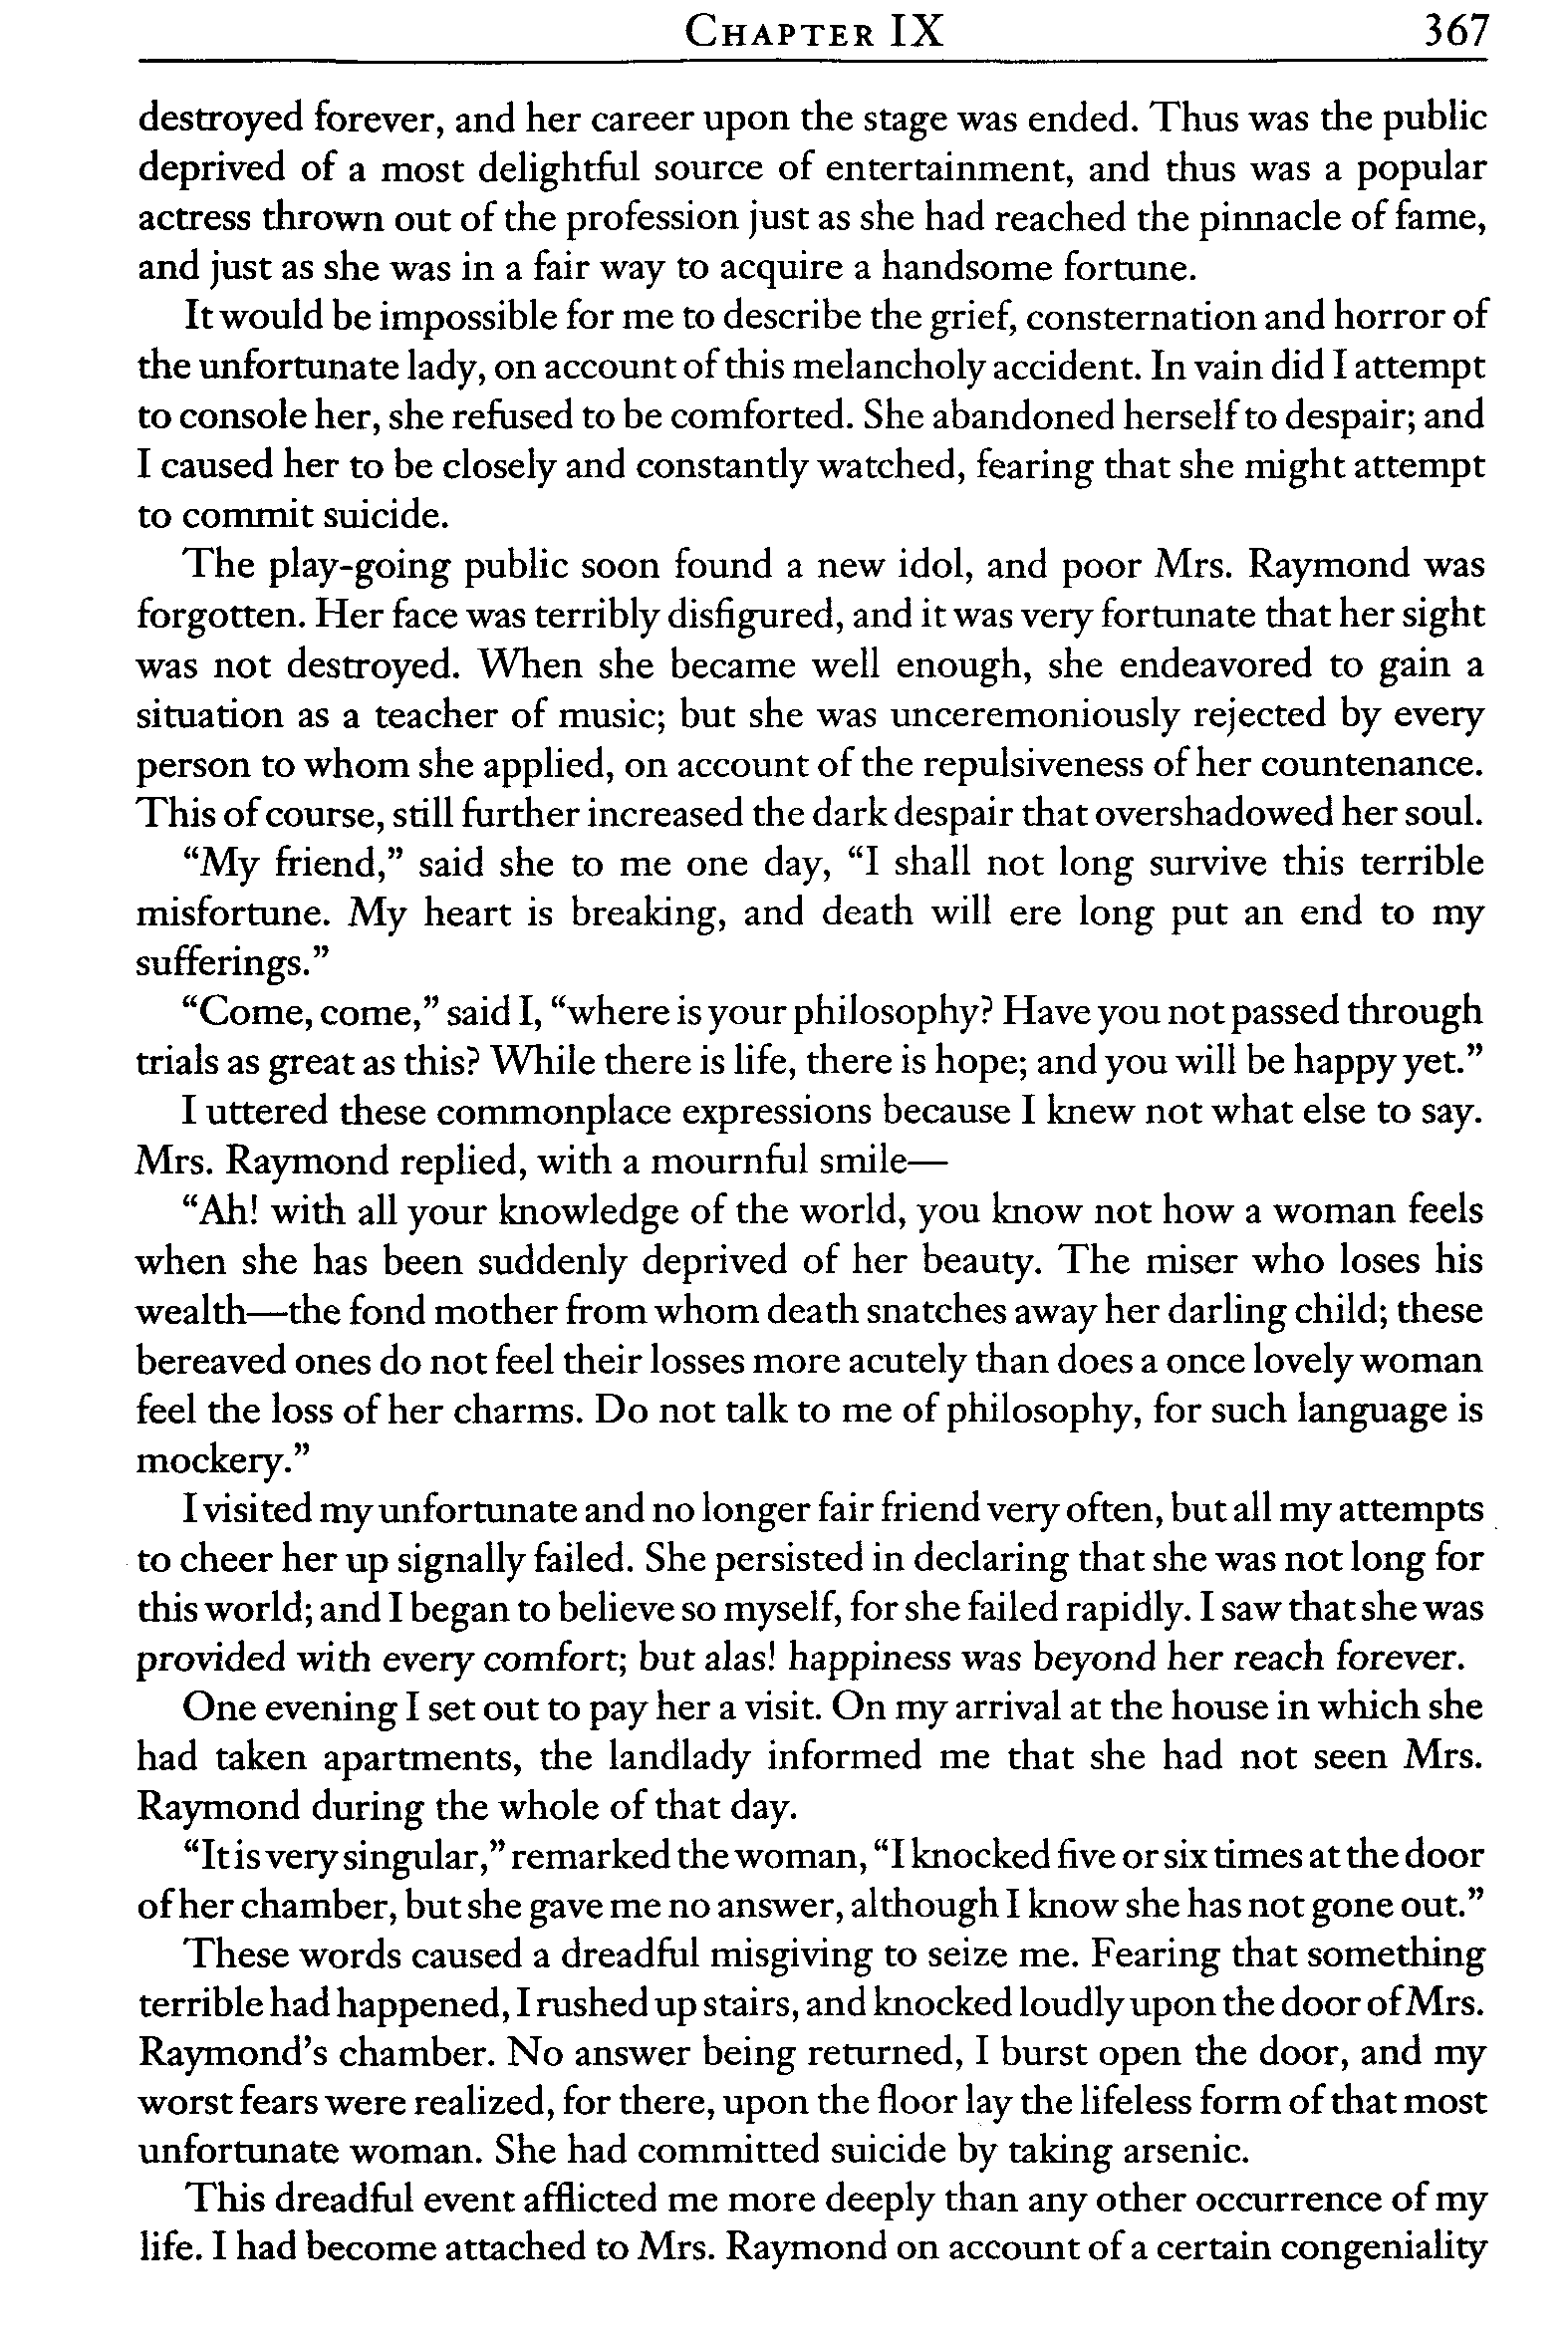 CHAPTER IX 367
destroyed forever, and her career upon the stage was ended. Thus was the public
deprived of a most delightful source of entertainment, and thus was a popular
actress thrown out of the profession just as she had reached the pinnacle of fame,
and just as she was in a fair way to acquire a handsome fortune.
It would be impossible for me to describe the grief, consternation and horror of
the unfortunate lady, on account of this melancholy accident. In vain did I attempt
to console her, she refused to be comforted. She abandoned herself to despair; and
I caused her to be closely and constantly watched, fearing that she might attempt
to commit suicide.
The play-going public soon found a new idol, and poor Mrs. Raymond was
forgotten. Her face was terribly disfigured, and it was very fortunate that her sight
was not destroyed. When she became well enough, she endeavored to gain a
situation as a teacher of music; but she was unceremoniously rejected by every
person to whom she applied, on account of the repulsiveness of her countenance.
This of course, still further increased the dark despair that overshadowed her soul.
“My friend,” said she to me one day, “I shall not long survive this terrible
misfortune. My heart is breaking, and death will ere long put an end to my
sufferings.”
“Come, come,” said I, “where is your philosophy? Have you not passed through
trials as great as this? While there is life, there is hope; and you will be happy yet.”
I uttered these commonplace expressions because I knew not what else to say.
Mrs. Raymond replied, with a mournful smile—
“Ah! with all your knowledge of the world, you know not how a woman feels
when she has been suddenly deprived of her beauty. The miser who loses his
wealth—the fond mother from whom death snatches away her darling child; these
bereaved ones do not feel their losses more acutely than does a once lovely woman
feel the loss of her charms. Do not talk to me of philosophy, for such language is
mockery.”
I visited my unfortunate and no longer fair friend very often, but all my attempts
to cheer her up signally failed. She persisted in declaring that she was not long for
this world; and I began to believe so myself, for she failed rapidly. I saw that she was
provided with every comfort; but alas! happiness was beyond her reach forever.
One evening I set out to pay her a visit. On my arrival at the house in which she
had taken apartments, the landlady informed me that she had not seen Mrs.
Raymond during the whole of that day.
“It is very singular,” remarked the woman, “I knocked five or six times at the door
of her chamber, but she gave me no answer, although I know she has not gone out.”
These words caused a dreadful misgiving to seize me. Fearing that something
terrible had happened, I rushed up stairs, and knocked loudly upon the door of Mrs.
Raymond’s chamber. No answer being returned, I burst open the door, and my
worst fears were realized, for there, upon the floor lay the lifeless form of that most
unfortunate woman. She had committed suicide by taking arsenic.
This dreadful event afflicted me more deeply than any other occurrence of my
life. I had become attached to Mrs. Raymond on account of a certain congeniality